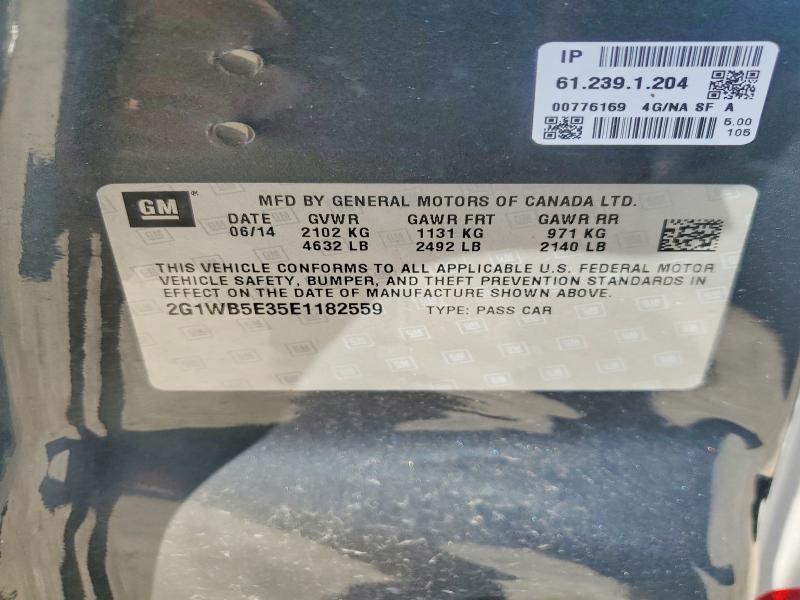 IP
61.239.1.204
00776169 4G/NA SF A
5.00
105
GM®
MFD BY GENERAL MOTORS OF CANADA LTD.
DATE GVWR GAWR FRT GAWR RR
06/14 2102 KG 1131 KG 971 KG
4632 LB 2492 LB 2140 LB
THIS VEHICLE CONFORMS TO ALL APPLICABLE U.S. FEDERAL MOTOR
VEHICLE SAFETY, BUMPER, AND THEFT PREVENTION STANDARDS IN
EFFECT ON THE DATE OF MANUFACTURE SHOWN ABOVE.
2G1WB5E35E1182559 TYPE: PASS CAR